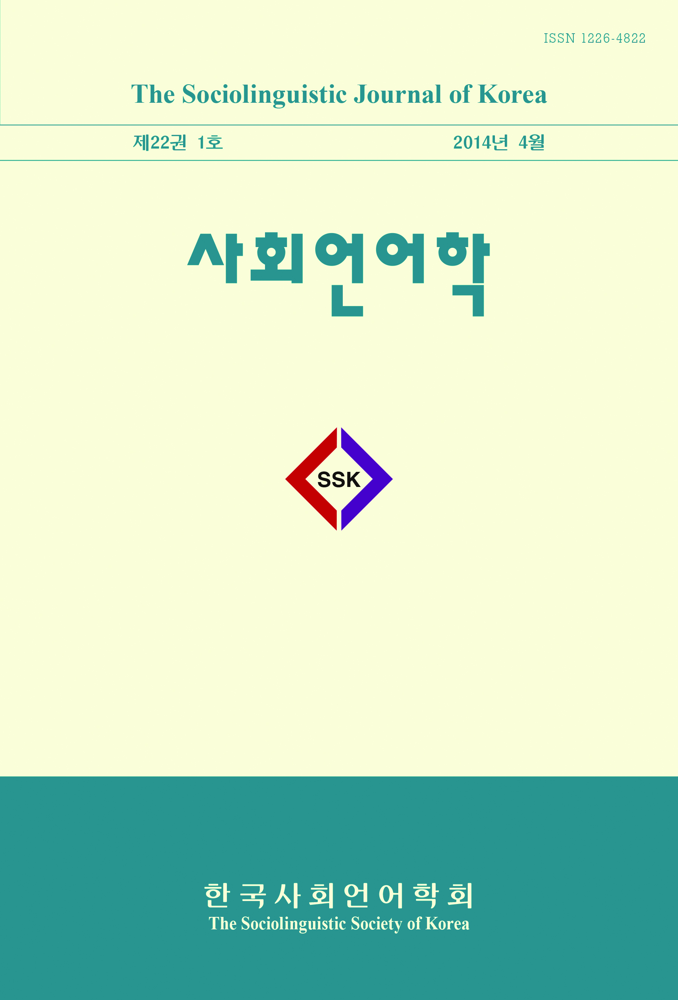 ISSN 1226-4822
The Sociolinguistic Journal of Korea
제22권 1호 2014년 4월
사회언어학
SSK
한국사회언어학회
The Sociolinguistic Society of Korea